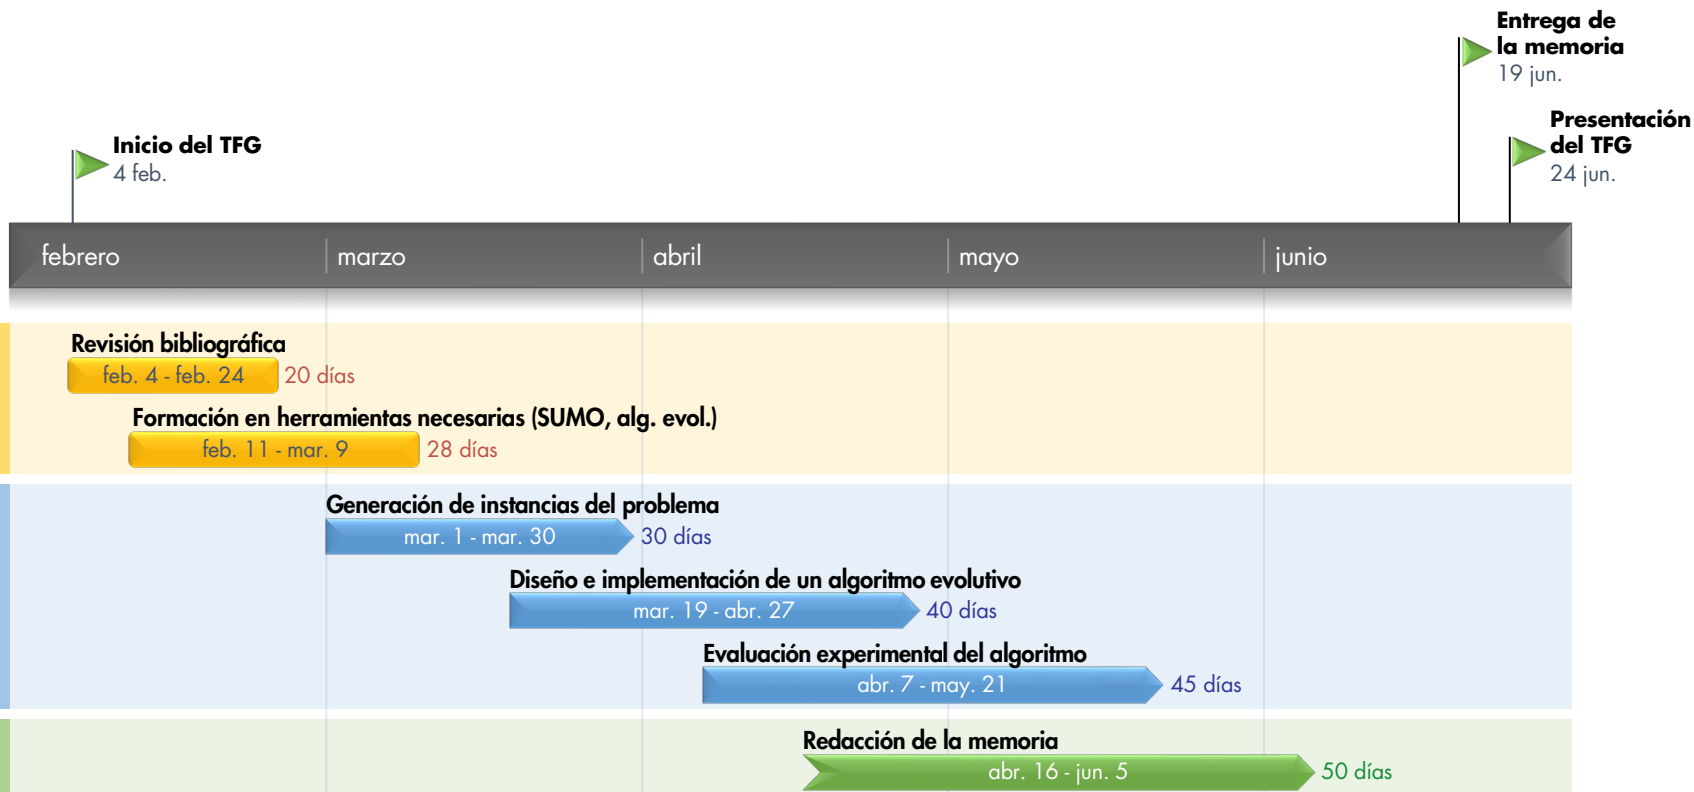 Entrega de
la memoria
19 jun.
Presentación
del TFG
24 jun.
Inicio del TFG
4 feb.
febrero
marzo
abril
mayo
junio
Revisión bibliográfica
feb. 4 - feb. 24
20 días
Formación en herramientas necesarias (SUMO, alg. evol.)
feb. 11 - mar. 9
28 días
Generación de instancias del problema
mar. 1 - mar. 30
30 días
Diseño e implementación de un algoritmo evolutivo
mar. 19 - abr. 27
40 días
Evaluación experimental del algoritmo
abr. 7 - may. 21
45 días
Redacción de la memoria
abr. 16 - jun. 5
50 días